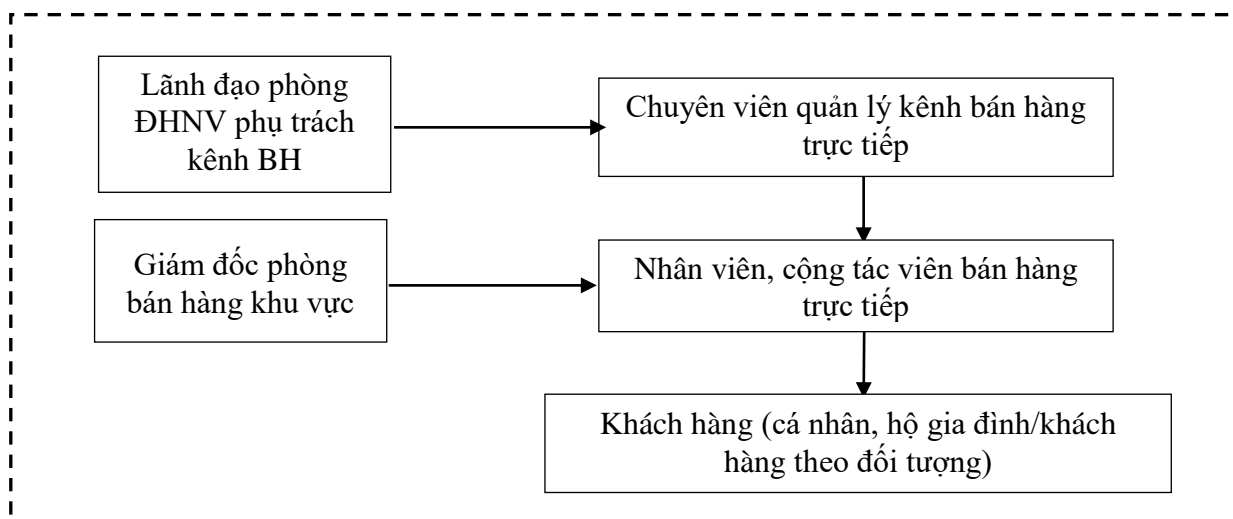 Lãnh đạo phòng
ĐHNV phụ trách
kênh BH
Chuyên viên quản lý kênh bán hàng
trực tiếp
Giám đốc phòng
bán hàng khu vực
Nhân viên, cộng tác viên bán hàng
trực tiếp
Khách hàng (cá nhân, hộ gia đình/khách
hàng theo đối tượng)